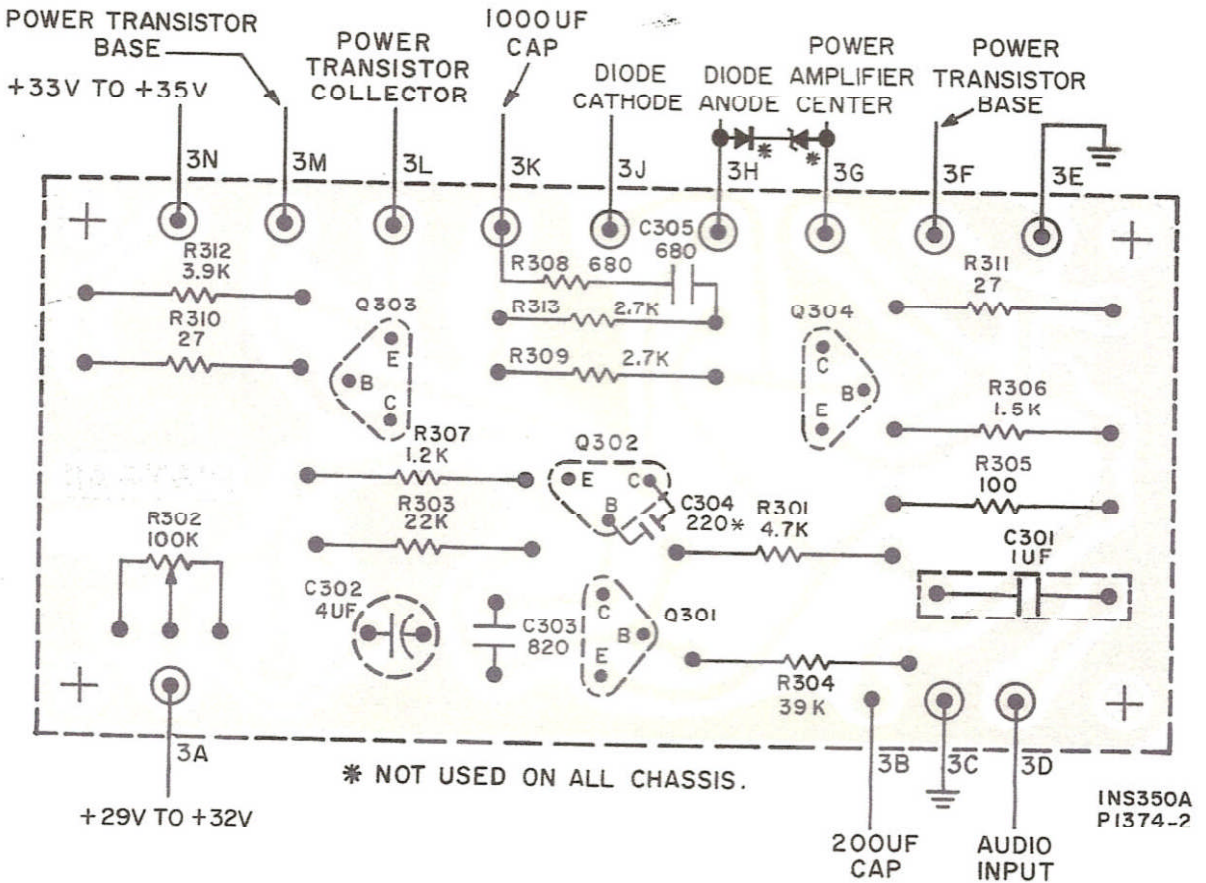 POWER TRANSISTOR
BASE
+33V TO +35V
POWER
TRANSISTOR
COLLECTOR
1000UF
CAP
DIODE
CATHODE
DIODE
ANODE
POWER
AMPLIFIER
CENTER
POWER
TRANSISTOR
BASE
3N
3M
3L
3K
3J
3H
*
*
3G
3F
3E
R312
3.9K
R310
27
Q303
E
B
C
R308
680
C305
680
R313
2.7K
R309
2.7K
Q304
C
B
E
R311
27
R306
1.5K
R305
100
R307
1.2K
R303
22K
Q302
E
C
B
C304
220*
R301
4.7K
C301
1UF
R302
100K
C302
4UF
C303
820
C
B
E
Q301
R304
39K
3A
+29V TO +32V
* NOT USED ON ALL CHASSIS.
3B
3C
3D
200UF
CAP
AUDIO
INPUT
INS350A
P1374-2